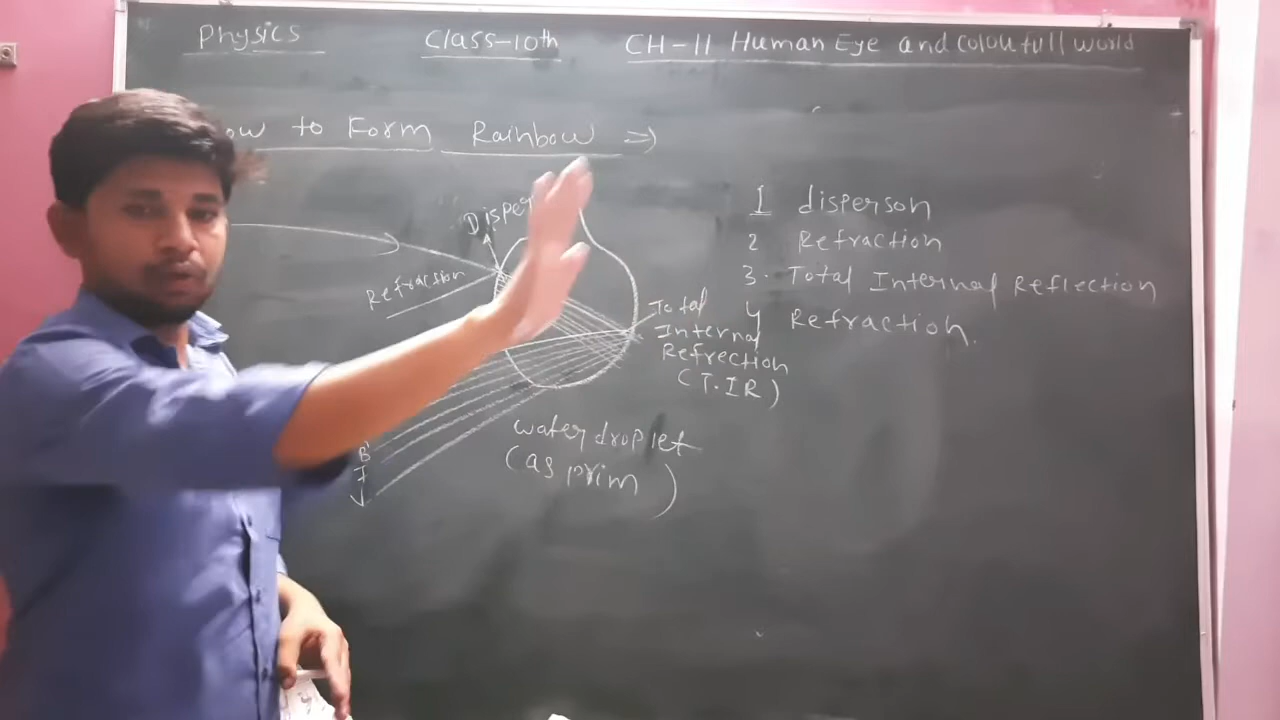 Physics Class-10th CH-11 Human Eye and Colourfull world
ow to Form Rainbow =>
Disper
Refraction
Total
Internal
Refrection
(T.IR)
B
I
water droplet
(as prim)
1 disperson
2 Refraction
3. Total Internal Reflection
4 Refraction.